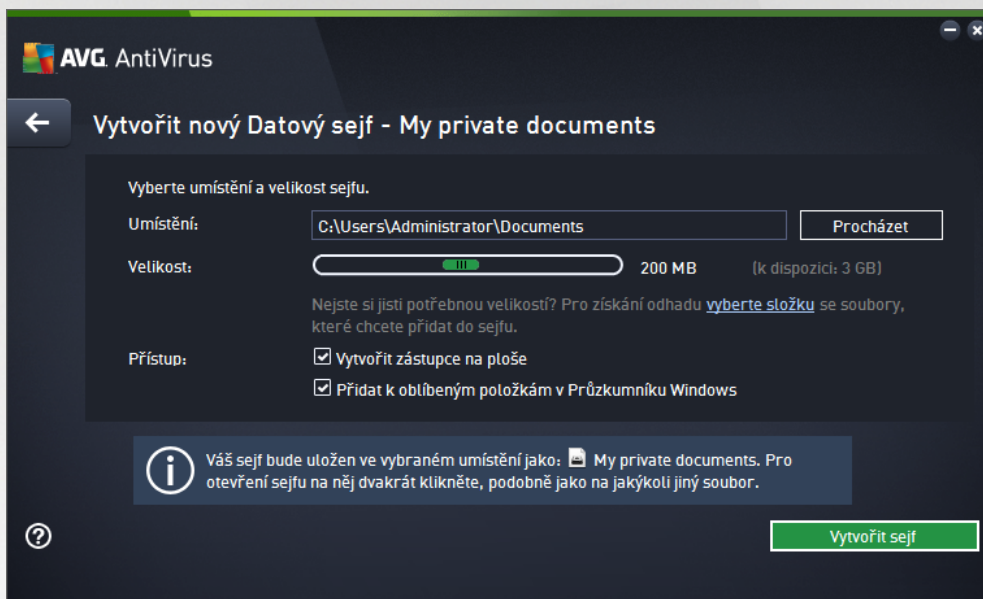 AVG. AntiVirus
Vytvořit nový Datový sejf - My private documents
Vyberte umístění a velikost sejfu.
Umístění:
C:\Users\Administrator\Documents
Procházet
Velikost:
200 MB
(k dispozici: 3 GB)
Nejste si jisti potřebnou velikostí? Pro získání odhadu vyberte složku se soubory,
které chcete přidat do sejfu.
Přístup:
Vytvořit zástupce na ploše
Přidat k oblíbeným položkám v Průzkumníku Windows
Váš sejf bude uložen ve vybraném umístění jako: My private documents. Pro
otevření sejfu na něj dvakrát klikněte, podobně jako na jakýkoli jiný soubor.
Vytvořit sejf